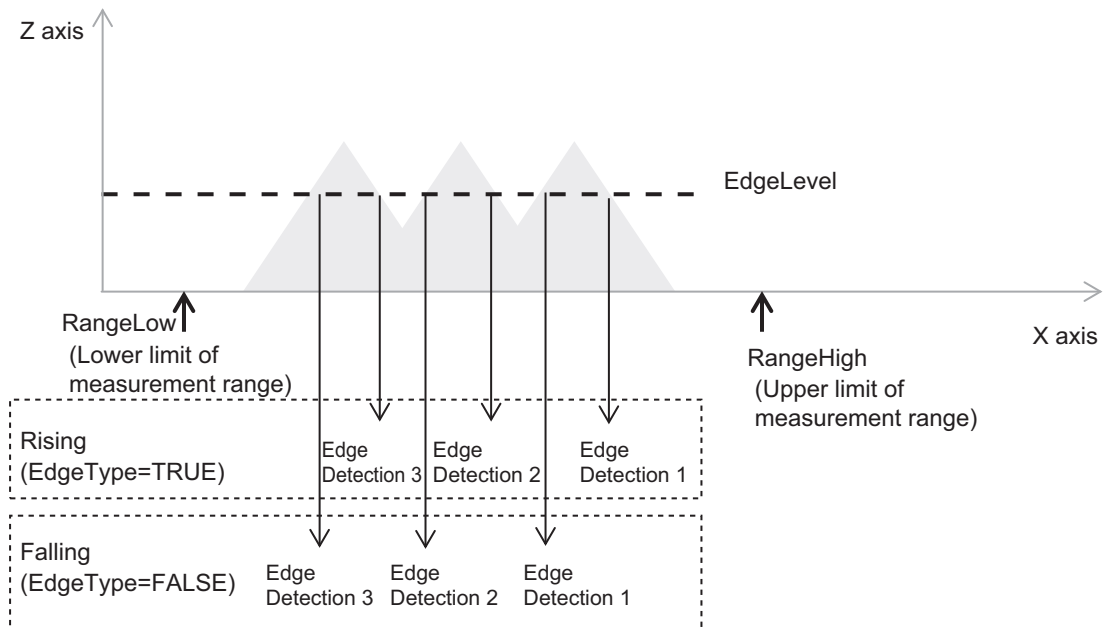 Z axis
EdgeLevel
RangeLow
(Lower limit of
measurement range)
X axis
RangeHigh
(Upper limit of
measurement range)
Rising
(EdgeType=TRUE)
Edge
Detection 3
Edge
Detection 2
Edge
Detection 1
Falling
(EdgeType=FALSE)
Edge
Detection 3
Edge
Detection 2
Edge
Detection 1